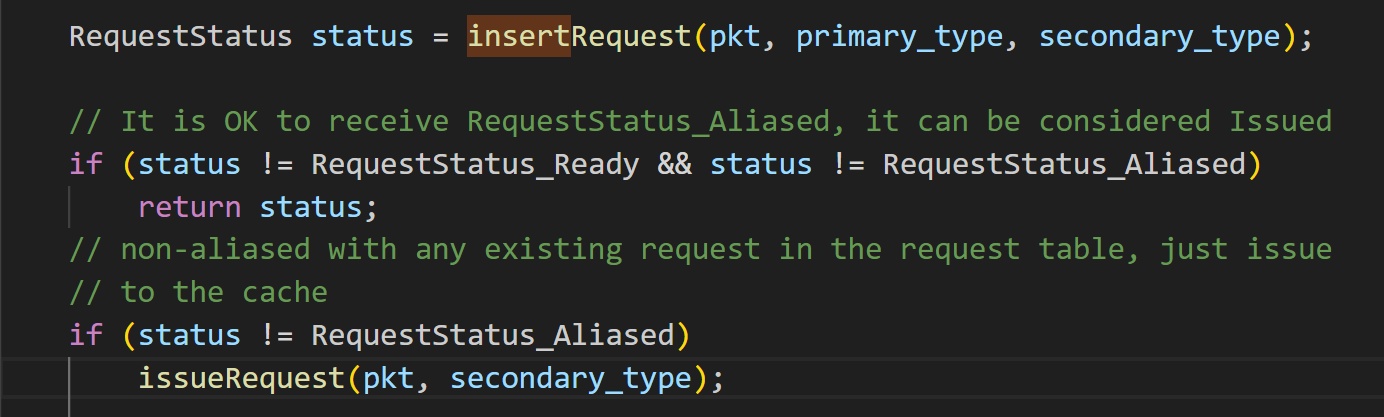 RequestStatus status = insertRequest(pkt, primary_type, secondary_type);
// It is OK to receive RequestStatus_Aliased, it can be considered Issued
if (status != RequestStatus_Ready && status != RequestStatus_Aliased)
return status;
// non-aliased with any existing request in the request table, just issue
// to the cache
if (status != RequestStatus_Aliased)
issueRequest(pkt, secondary_type);